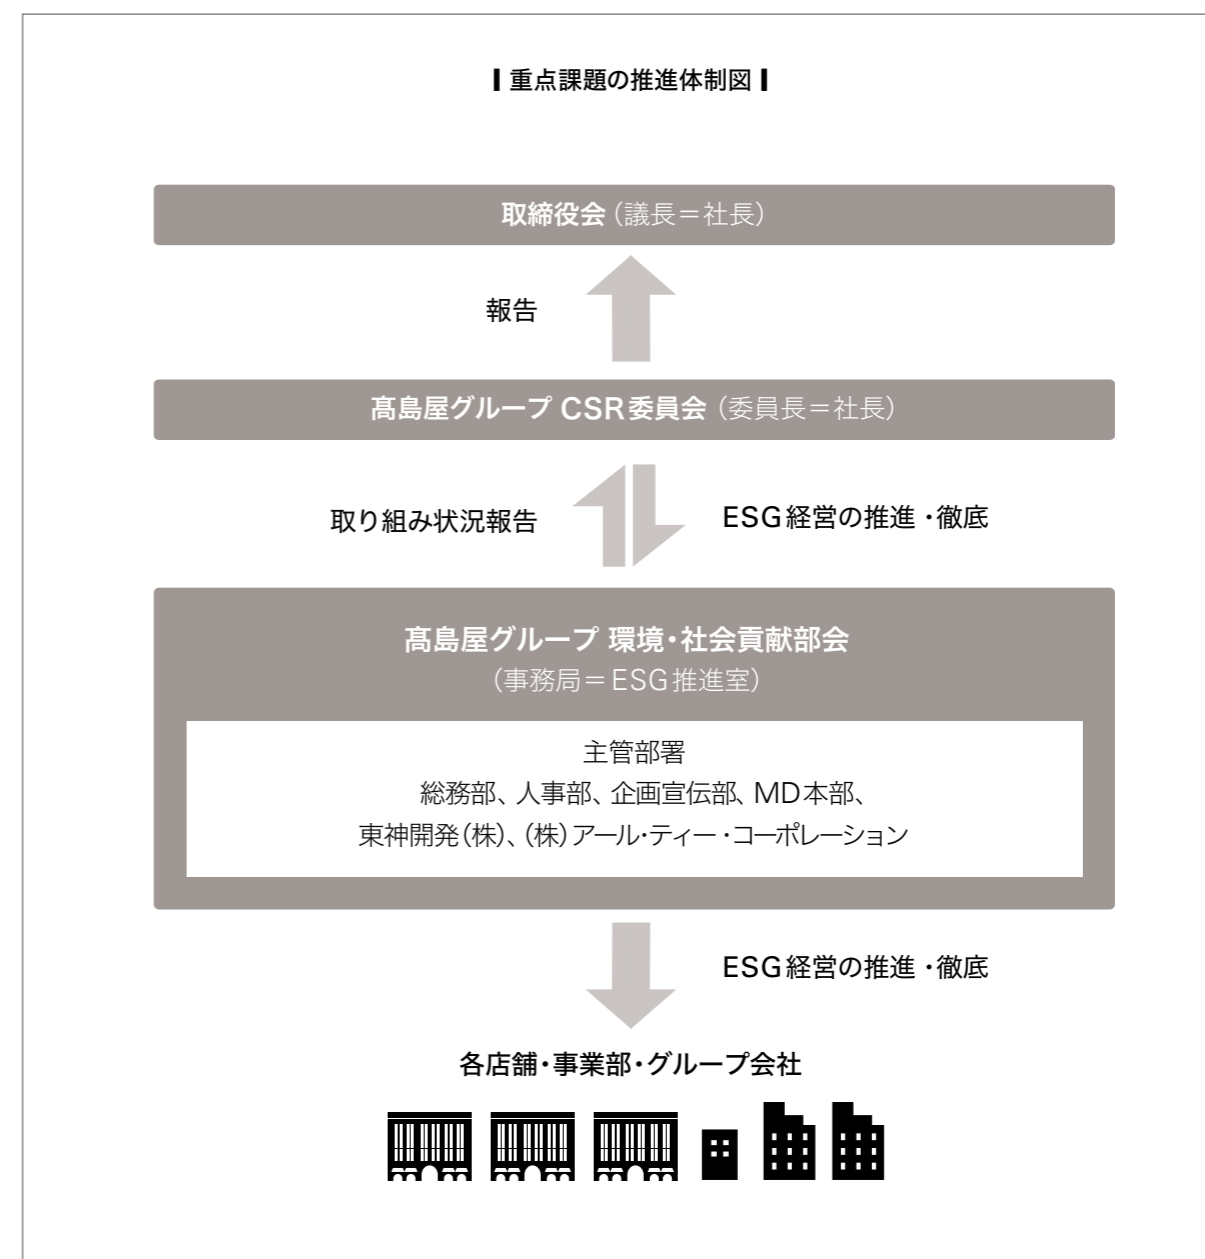 ┃重点課題の推進体制図┃
取締役会（議長＝社長）
報告
髙島屋グループ CSR委員会（委員長＝社長）
取り組み状況報告
ESG経営の推進・徹底
髙島屋グループ 環境・社会貢献部会
（事務局＝ESG推進室）
主管部署
総務部、人事部、企画宣伝部、MD本部、
東神開発（株）、（株）アール・ティー・コーポレーション
ESG経営の推進・徹底
各店舗・事業部・グループ会社